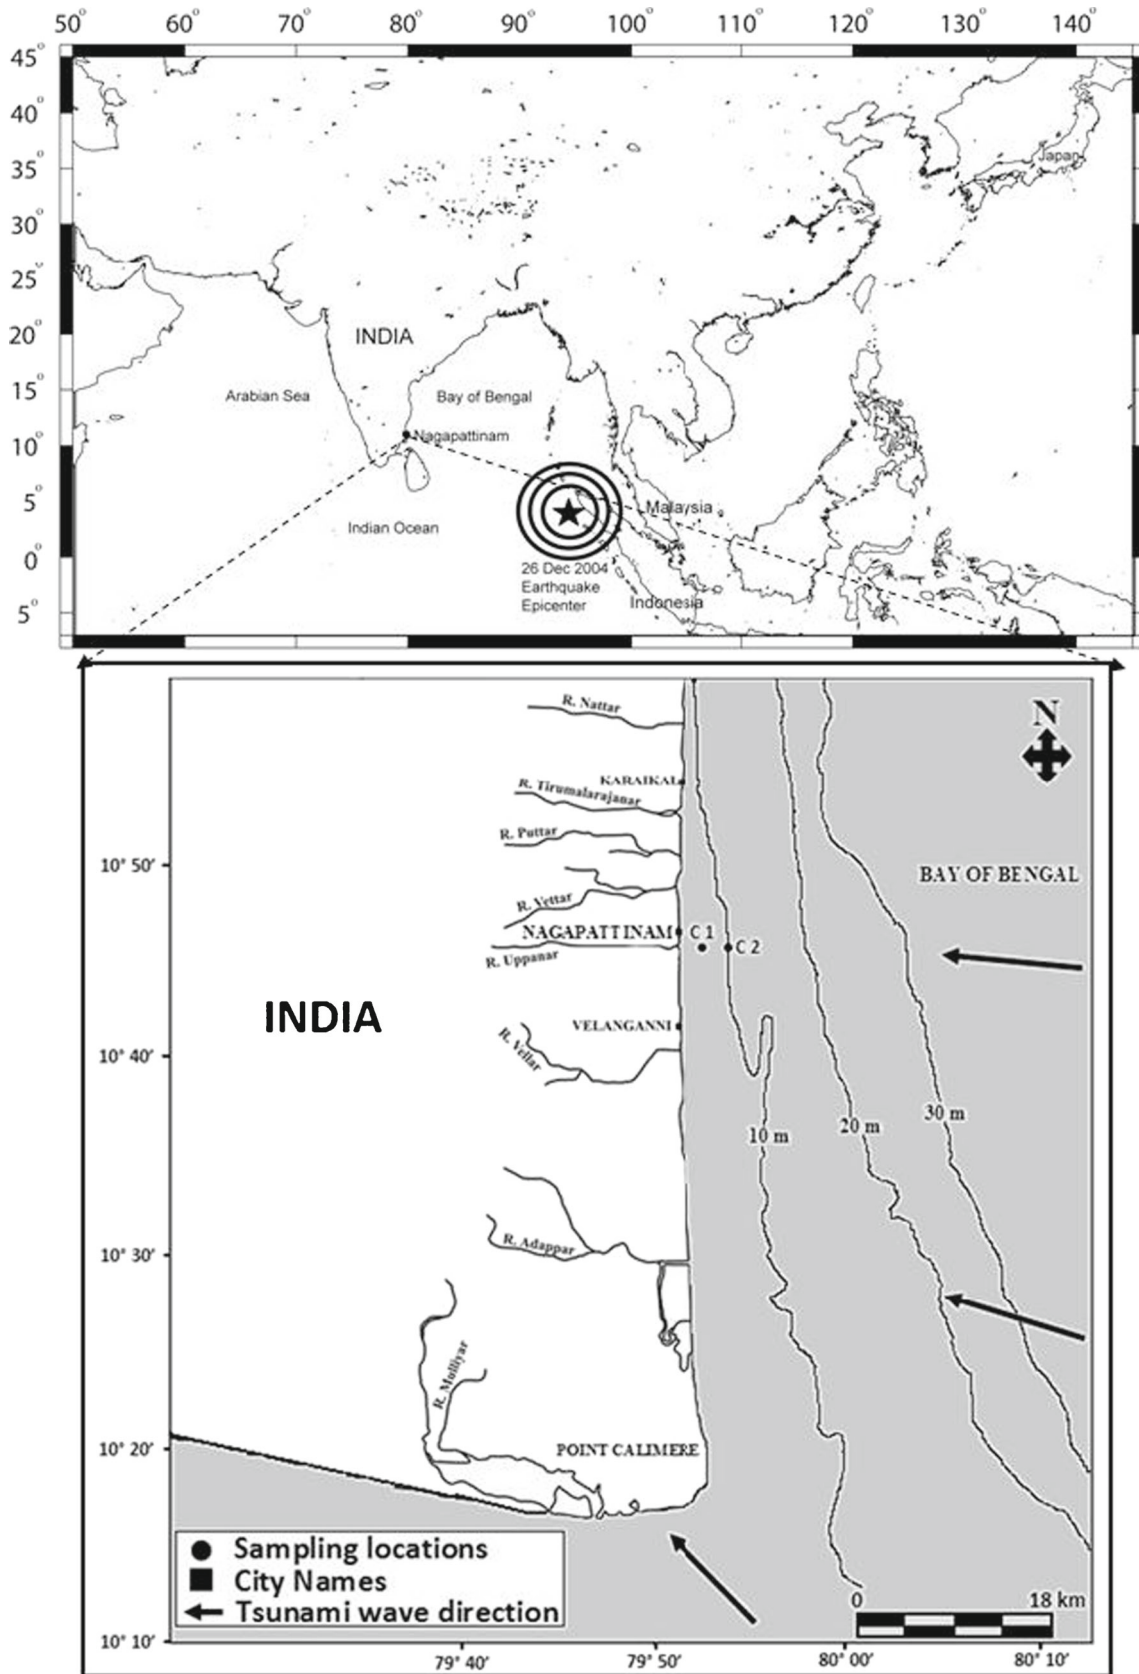 50° 60° 70° 80° 90° 100° 110° 120° 130° 140°
45°
40°
35°
30°
25°
20°
15°
10°
5°
0°
5°
Japan
INDIA
Arabian Sea
Bay of Bengal
Nagapattinam
Malaysia
Indian Ocean
26 Dec 2004
Earthquake
Epicenter
Indonesia
N
R. Nattar
KARAIKAL
R. Tirumalarajanar
R. Puttar
10° 50'
BAY OF BENGAL
R. Vettar
NAGAPATTINAM
C 1
C 2
R. Uppanar
INDIA
VELANGANNI
R. Vellar
10° 40'
30 m
20 m
10 m
R. Adappar
10° 30'
R. Mulliyar
10° 20'
POINT CALIMERE
Sampling locations
City Names
Tsunami wave direction
0 18 km
10° 10'
79° 40' 79° 50' 80° 00' 80° 10'